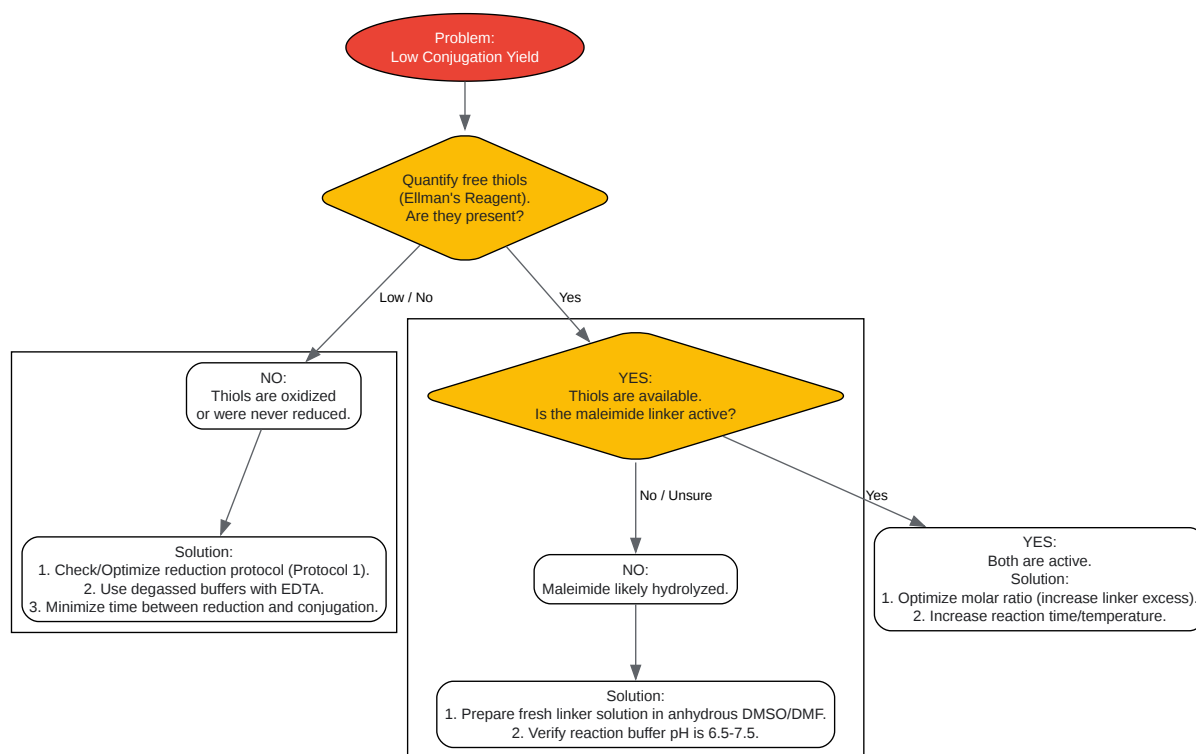 Problem:
Low Conjugation Yield
Quantify free thiols
(Ellman's Reagent).
Are they present?
Low / No
Yes
NO:
Thiols are oxidized
or were never reduced.
YES:
Thiols are available.
Is the maleimide linker active?
No / Unsure
Yes
Solution:
1. Check/Optimize reduction protocol (Protocol 1).
2. Use degassed buffers with EDTA.
3. Minimize time between reduction and conjugation.
NO:
Maleimide likely hydrolyzed.
YES:
Both are active.
Solution:
1. Optimize molar ratio (increase linker excess).
2. Increase reaction time/temperature.
Solution:
1. Prepare fresh linker solution in anhydrous DMSO/DMF.
2. Verify reaction buffer pH is 6.5-7.5.